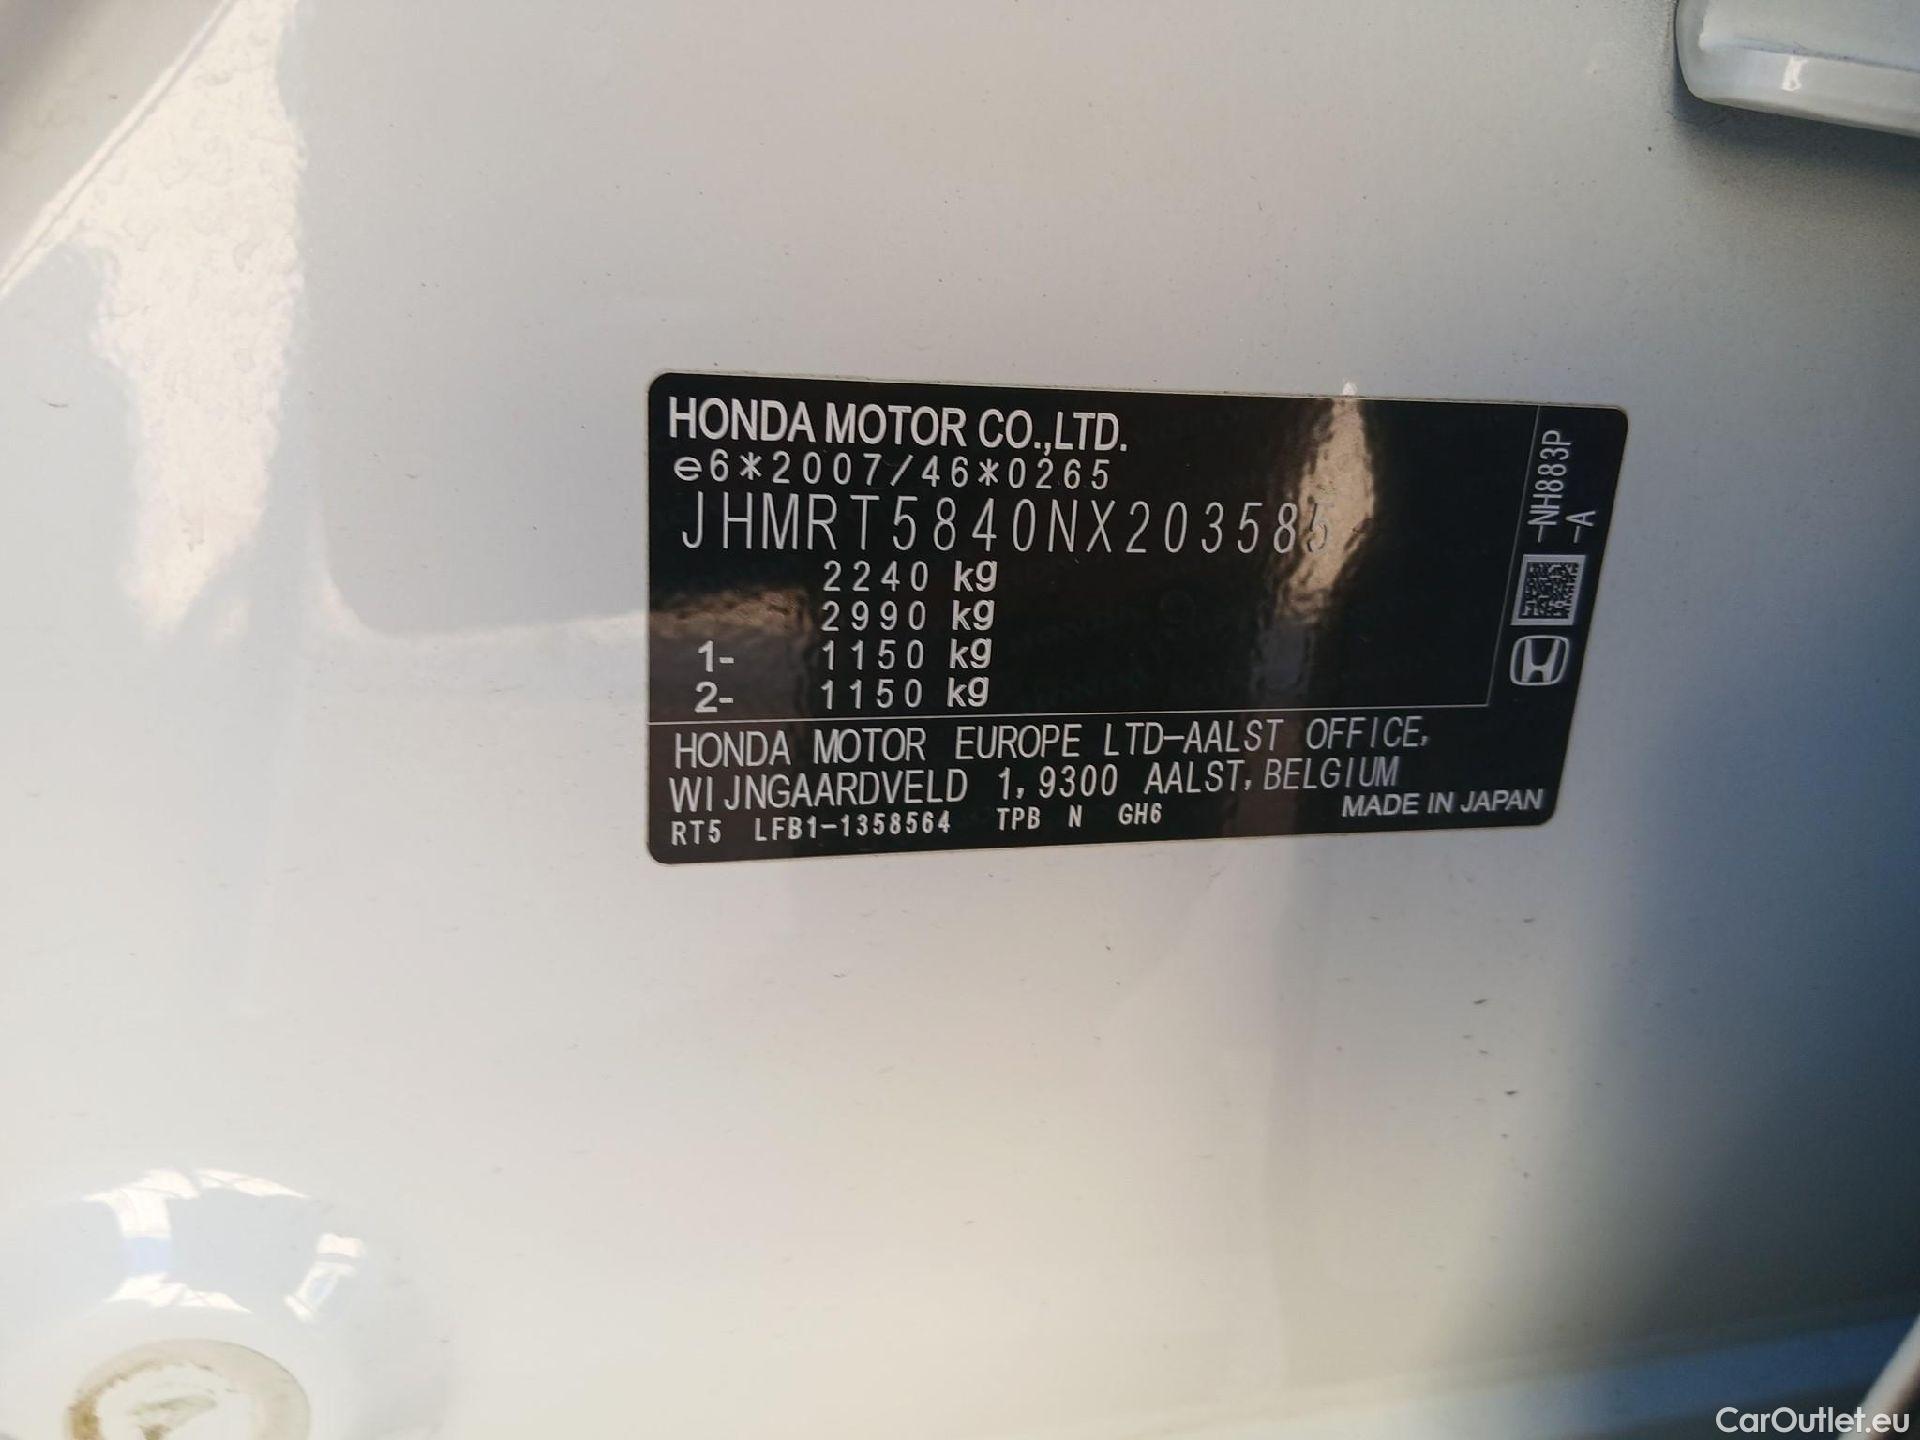 HONDA MOTOR CO.,LTD.
e6*2007/46*0265
JHMRT5840NX203585
2240 kg
2990 kg
1- 1150 kg
2- 1150 kg
HONDA MOTOR EUROPE LTD-AALST OFFICE,
WIJNGAARDVELD 1, 9300 AALST, BELGIUM
RT5 LFB1-1358564 TPB N GH6 MADE IN JAPAN
-NH883P
-A
CarOutlet.eu